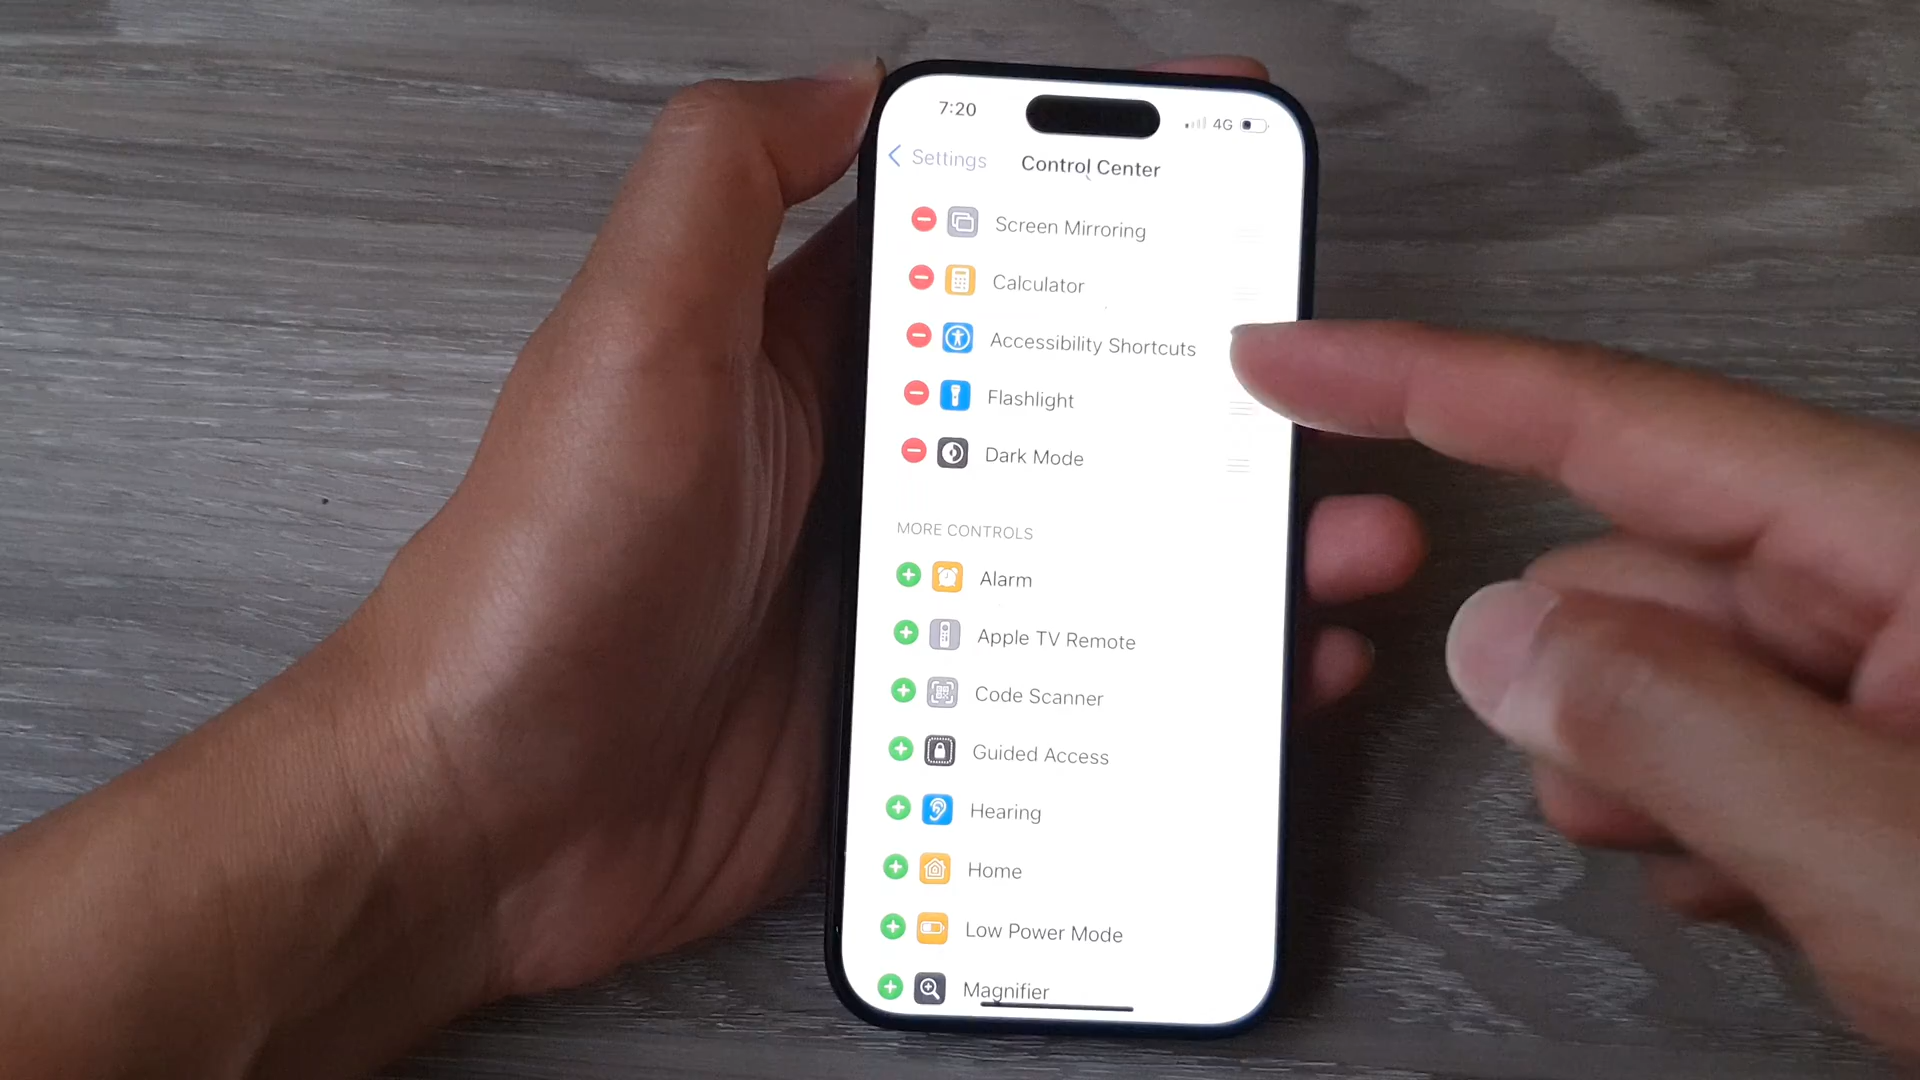 7:20
4G
Settings
Control Center
Screen Mirroring
Calculator
Accessibility Shortcuts
Flashlight
Dark Mode
MORE CONTROLS
Alarm
Apple TV Remote
Code Scanner
Guided Access
Hearing
Home
Low Power Mode
Magnifier